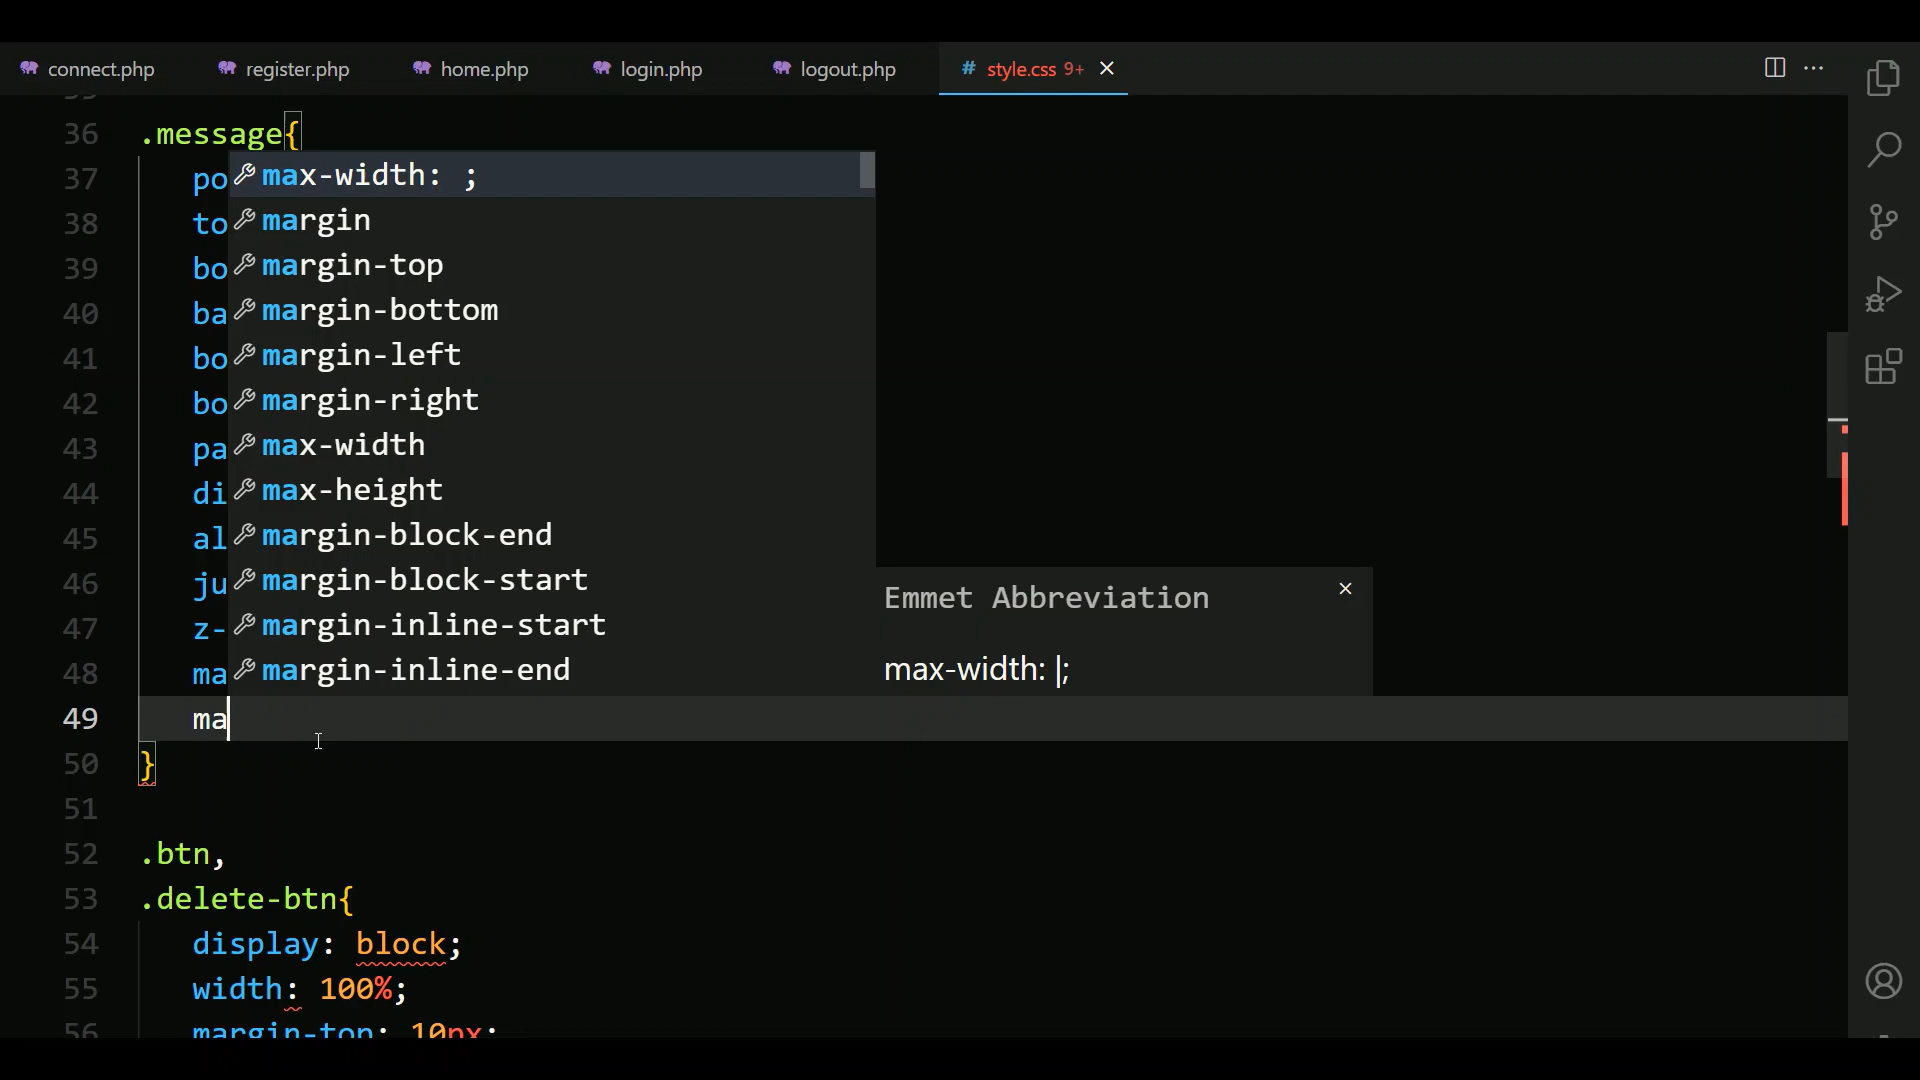 connect.php register.php home.php login.php logout.php # style.css 9+
36 .message{
37 po max-width: ;
38 to margin
39 bo margin-top
40 ba margin-bottom
41 bo margin-left
42 bo margin-right
43 pa max-width
44 di max-height
45 al margin-block-end
46 ju margin-block-start
47 z- margin-inline-start
48 ma margin-inline-end
Emmet Abbreviation
max-width: |;
49 ma
50 }
51
52 .btn,
53 .delete-btn{
54 display: block;
55 width: 100%;
56 margin-top: 10px;